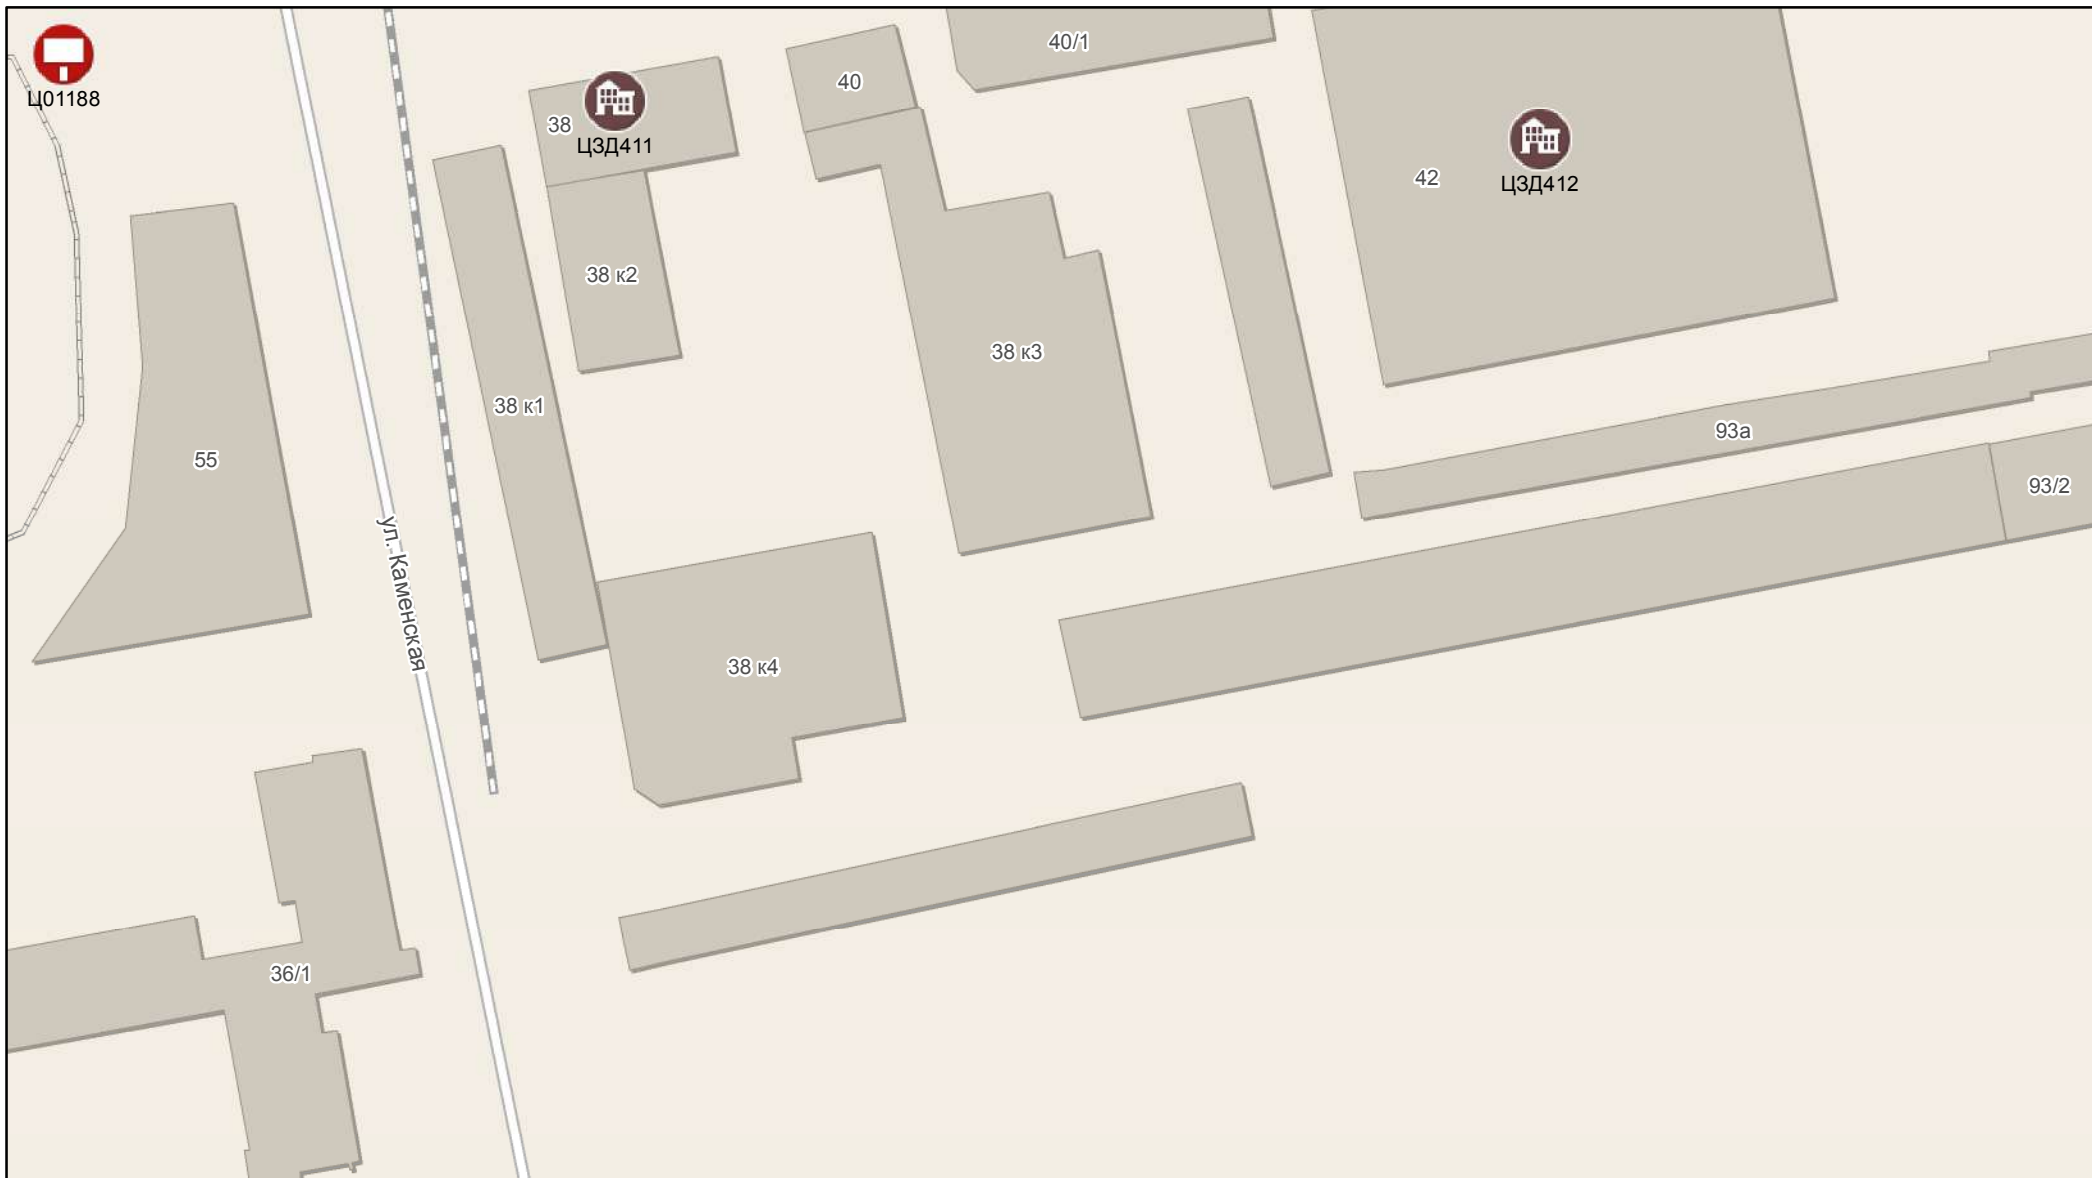 40/1
Ц01188
40
38
ЦЗД411
42
ЦЗД412
38 к2
38 к3
38 к1
93а
55
93/2
ул. Каменская
38 к4
36/1